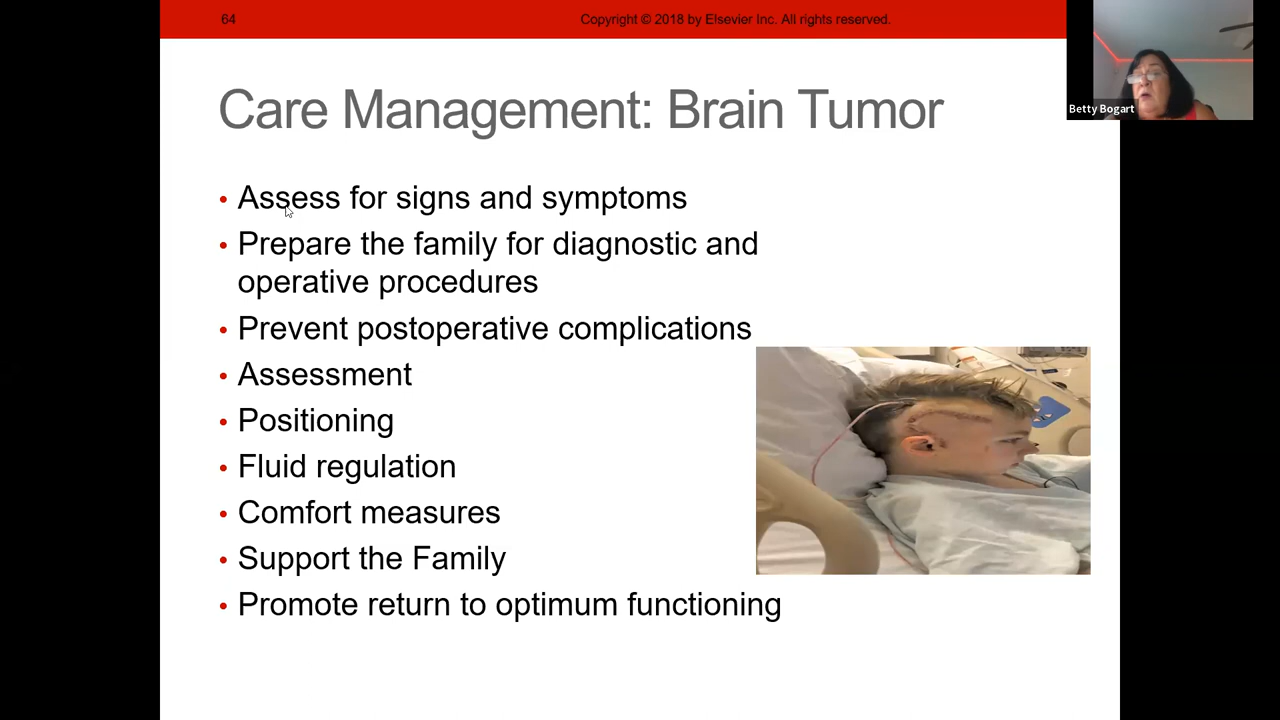 64
Copyright © 2018 by Elsevier Inc. All rights reserved.
Betty Bogart
Care Management: Brain Tumor
• Assess for signs and symptoms
• Prepare the family for diagnostic and
operative procedures
• Prevent postoperative complications
• Assessment
• Positioning
• Fluid regulation
• Comfort measures
• Support the Family
• Promote return to optimum functioning